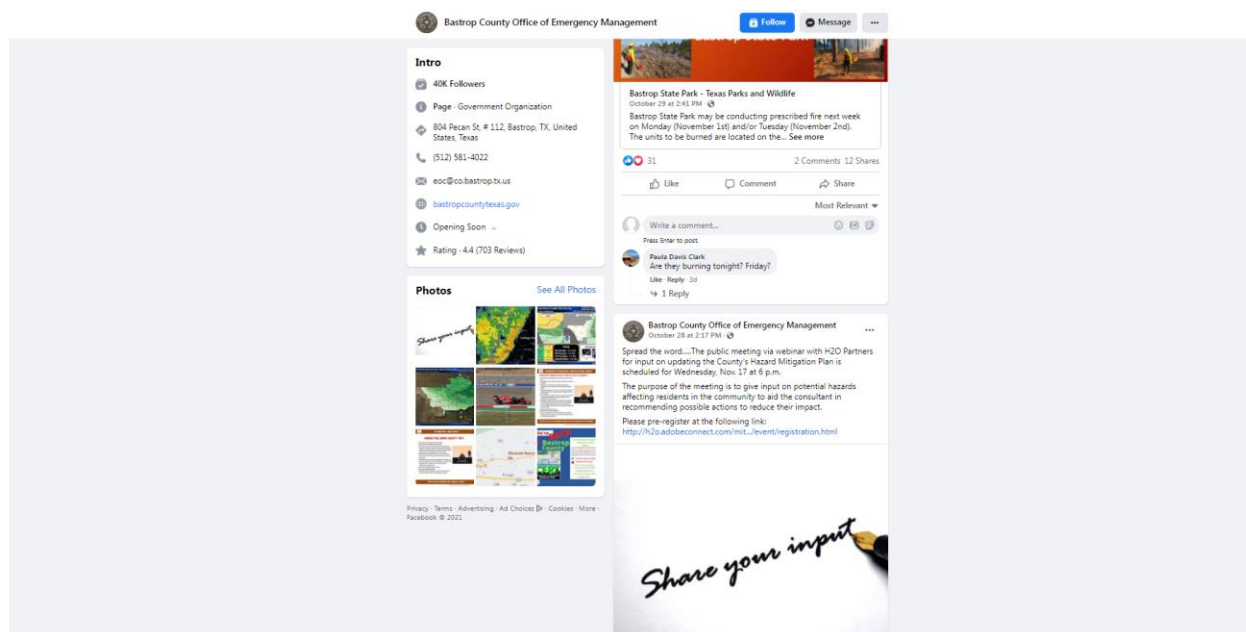 Bastrop County Office of Emergency Management
Follow
Message
Intro
40K Followers
Page · Government Organization
804 Pecan St, # 112, Bastrop, TX, United
States, Texas
(512) 581-4022
eoc@co.bastrop.tx.us
bastropcountytexas.gov
Opening Soon
Rating · 4.4 (703 Reviews)
Photos
See All Photos
Share your input
Bastrop
County
Privacy · Terms · Advertising · Ad Choices · Cookies · More ·
Facebook © 2021
Bastrop State Park
Bastrop State Park - Texas Parks and Wildlife
October 29 at 2:41 PM ·
Bastrop State Park may be conducting prescribed fire next week
on Monday (November 1st) and/or Tuesday (November 2nd).
The units to be burned are located on the... See more
31
2 Comments 12 Shares
Like
Comment
Share
Most Relevant
Write a comment...
Press Enter to post.
Paula Davis Clark
Are they burning tonight? Friday?
Like · Reply · 3d
1 Reply
Bastrop County Office of Emergency Management
October 28 at 2:17 PM ·
Spread the word....The public meeting via webinar with H2O Partners
for input on updating the County's Hazard Mitigation Plan is
scheduled for Wednesday, Nov. 17 at 6 p.m.
The purpose of the meeting is to give input on potential hazards
affecting residents in the community to aid the consultant in
recommending possible actions to reduce their impact.
Please pre-register at the following link:
http://h2o.adobeconnect.com/mit.../event/registration.html
Share your input